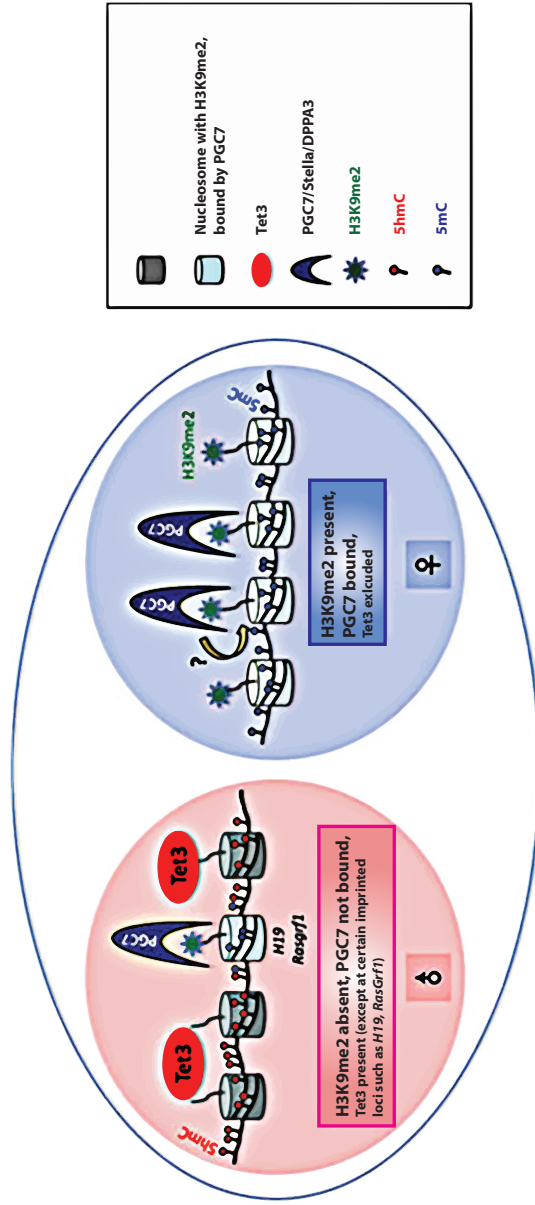 5hmC
Tet3
PGC7
Tet3
H19
Rasgrf1
H3K9me2 absent, PGC7 not bound,
Tet3 present (except at certain imprinted
loci such as H19, RasGrf1)
?
PGC7
PGC7
H3K9me2
5mC
H3K9me2 present,
PGC7 bound,
Tet3 exlcuded
Nucleosome with H3K9me2,
bound by PGC7
Tet3
PGC7/Stella/DPPA3
H3K9me2
5hmC
5mC